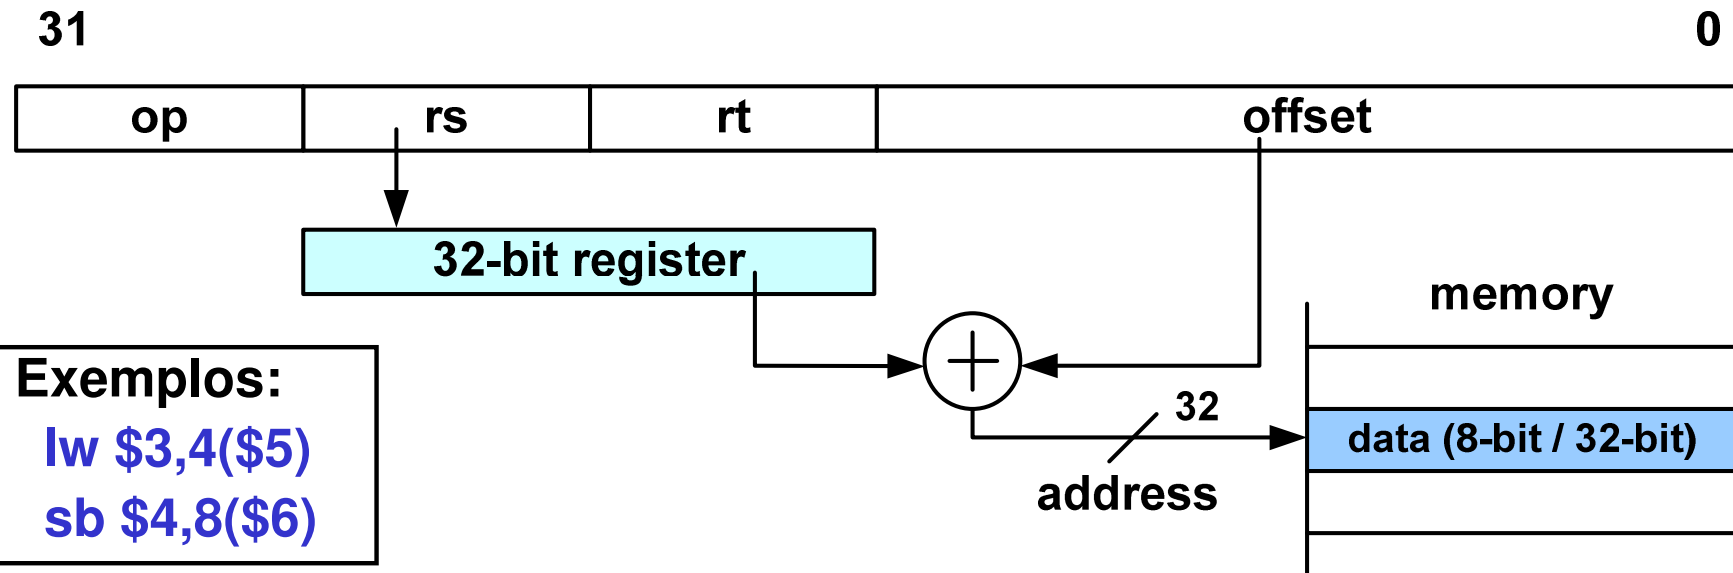 31 0
op rs rt offset
32-bit register
memory
Exemplos:
32
lw $3,4($5)
data (8-bit / 32-bit)
address
sb $4,8($6)